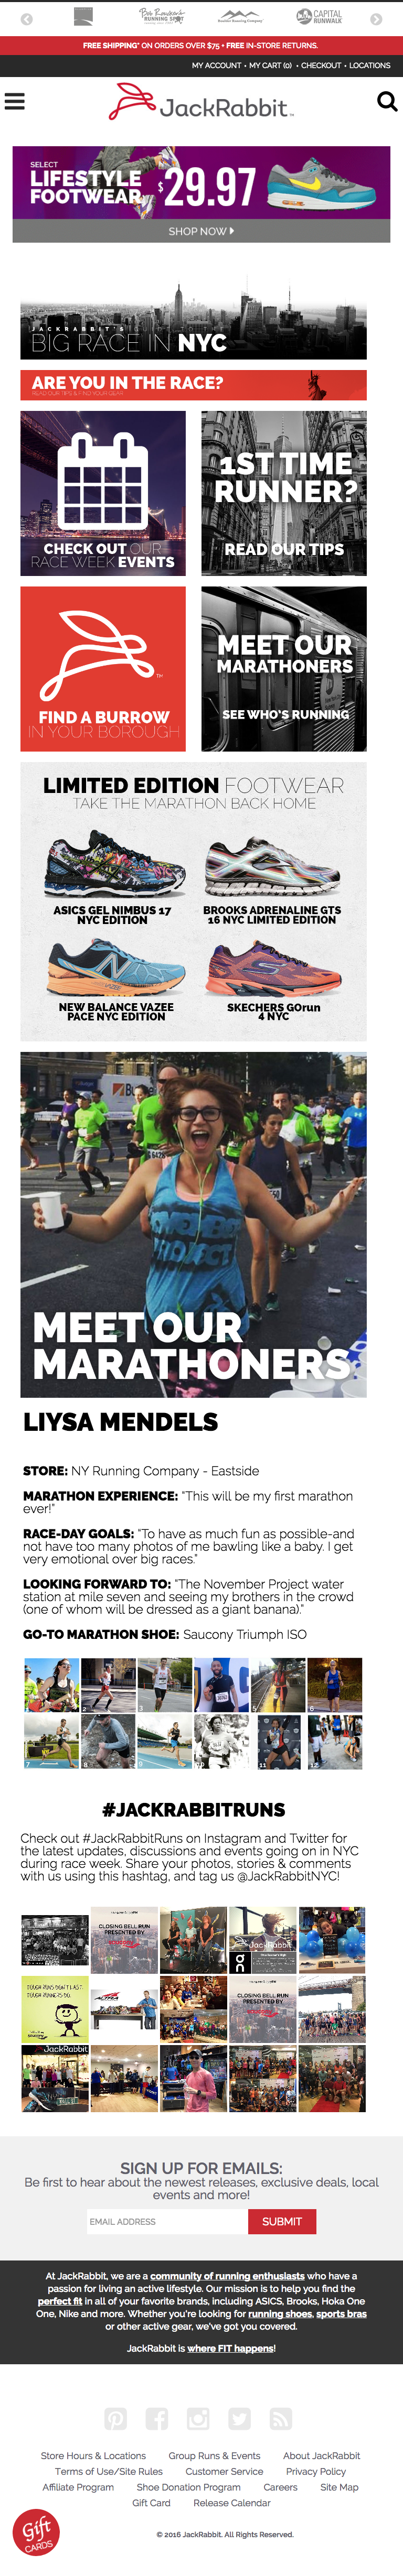 Bob Roncker's
RUNNING SPOT
CAPITAL
RUNWALK
FREE SHIPPING* ON ORDERS OVER $75 + FREE IN-STORE RETURNS.
MY ACCOUNT • MY CART (0) • CHECKOUT • LOCATIONS
JackRabbit
SELECT
LIFESTYLE
FOOTWEAR
$29.97
SHOP NOW
JACKRABBIT'S GUIDE TO THE
BIG RACE IN NYC
ARE YOU IN THE RACE?
READ OUR TIPS & FIND YOUR GEAR
CHECK OUT OUR
RACE WEEK EVENTS
1ST TIME
RUNNER?
READ OUR TIPS
FIND A BURROW
IN YOUR BOROUGH
MEET OUR
MARATHONERS
SEE WHO'S RUNNING
LIMITED EDITION FOOTWEAR
TAKE THE MARATHON BACK HOME
ASICS GEL NIMBUS 17
NYC EDITION
BROOKS ADRENALINE GTS
16 NYC LIMITED EDITION
NEW BALANCE VAZEE
PACE NYC EDITION
SKECHERS GOrun
4 NYC
MEET OUR
MARATHONERS
LIYSA MENDELS
STORE: NY Running Company - Eastside
MARATHON EXPERIENCE: "This will be my first marathon
ever!"
RACE-DAY GOALS: "To have as much fun as possible-and
not have too many photos of me bawling like a baby. I get
very emotional over big races."
LOOKING FORWARD TO: "The November Project water
station at mile seven and seeing my brothers in the crowd
(one of whom will be dressed as a giant banana)."
GO-TO MARATHON SHOE: Saucony Triumph ISO
1 2 3 5 6
7 8 9 10 11 12
#JACKRABBITRUNS
Check out #JackRabbitRuns on Instagram and Twitter for
the latest updates, discussions and events going on in NYC
during race week. Share your photos, stories & comments
with us using this hashtag, and tag us @JackRabbitNYC!
CLOSING BELL RUN
PRESENTED BY
JackRabbit
on
TOUGH RUNS DON'T LAST.
TOUGH RUNNERS DO.
ALTRA
CLOSING BELL RUN
PRESENTED BY
JackRabbit
SIGN UP FOR EMAILS:
Be first to hear about the newest releases, exclusive deals, local
events and more!
EMAIL ADDRESS
SUBMIT
At JackRabbit, we are a community of running enthusiasts who have a
passion for living an active lifestyle. Our mission is to help you find the
perfect fit in all of your favorite brands, including ASICS, Brooks, Hoka One
One, Nike and more. Whether you're looking for running shoes, sports bras
or other active gear, we've got you covered.
JackRabbit is where FIT happens!
Store Hours & Locations Group Runs & Events About JackRabbit
Terms of Use/Site Rules Customer Service Privacy Policy
Affiliate Program Shoe Donation Program Careers Site Map
Gift Card Release Calendar
Gift
CARDS
© 2016 JackRabbit. All Rights Reserved.